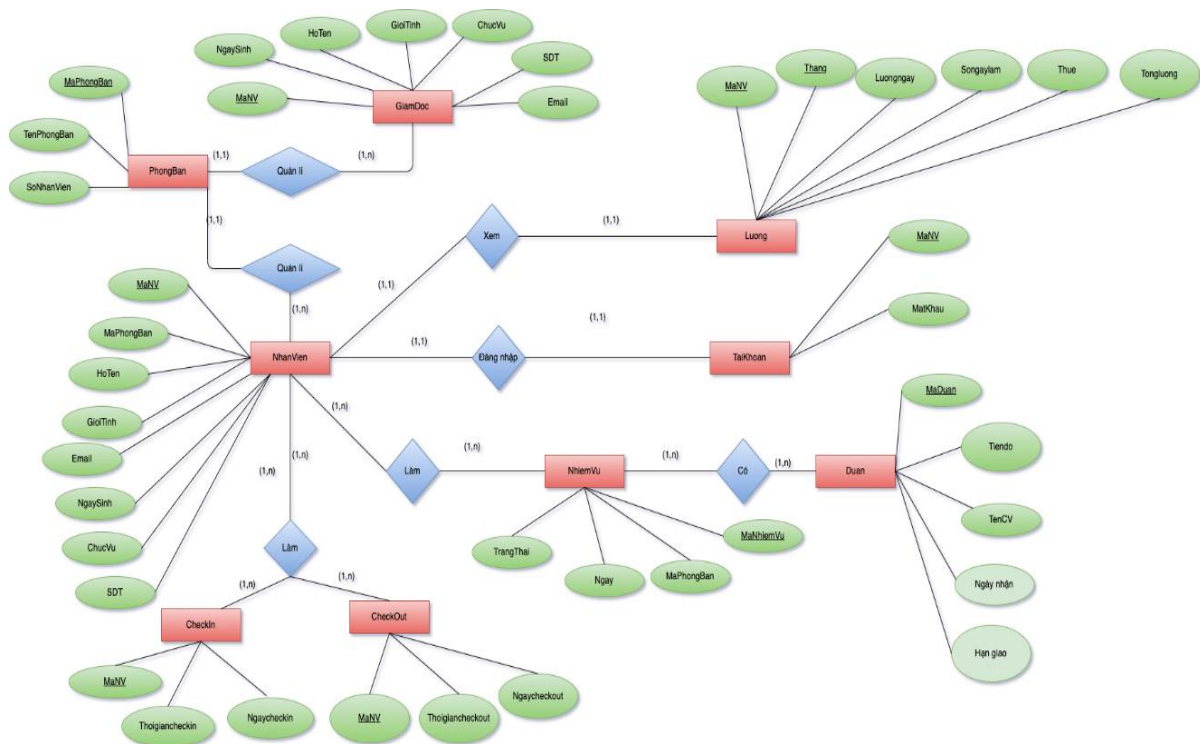 HoTen
GioiTinh
ChucVu
NgaySinh
SDT
MaNV
Email
GiamDoc
MaPhongBan
TenPhongBan
SoNhanVien
PhongBan
(1,1)
Quản lí
(1,n)
MaNV
Thang
Luongngay
Songaylam
Thue
Tongluong
(1,1)
Quản lí
(1,n)
Xem
(1,1)
Luong
(1,1)
MaNV
MaPhongBan
HoTen
GioiTinh
Email
NgaySinh
ChucVu
SDT
NhanVien
(1,1)
Đăng nhập
(1,1)
TaiKhoan
MaNV
MatKhau
(1,n)
(1,n)
(1,n)
Làm
(1,n)
NhiemVu
(1,n)
Có
(1,n)
Duan
MaDuan
Tiendo
TenCV
Ngày nhận
Hạn giao
TrangThai
Ngay
MaPhongBan
MaNhiemVu
Làm
(1,n)
(1,n)
CheckIn
CheckOut
MaNV
Thoigiancheckin
Ngaycheckin
MaNV
Thoigiancheckout
Ngaycheckout